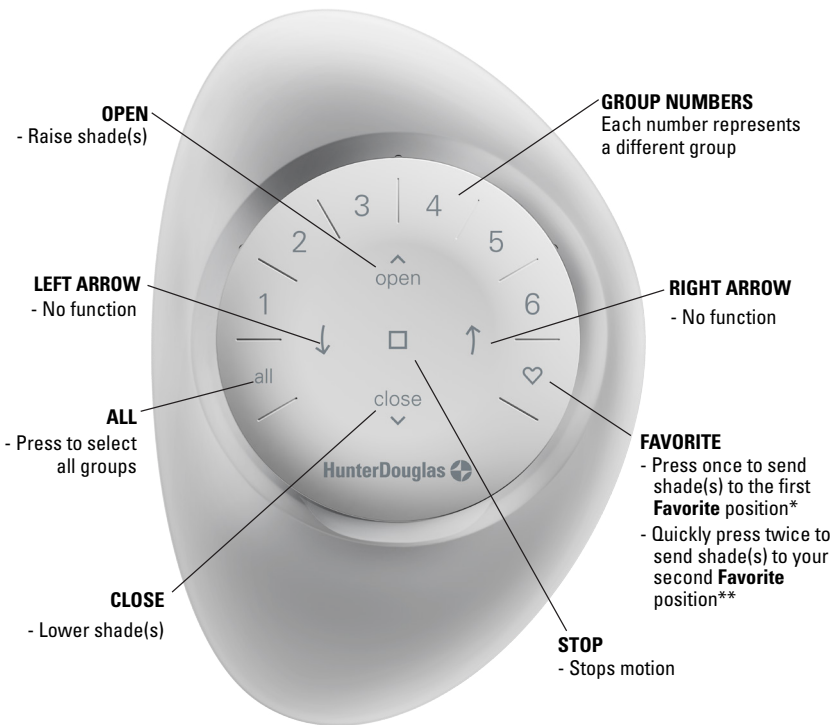 OPEN
- Raise shade(s)
GROUP NUMBERS
Each number represents
a different group
3
4
2
5
open
LEFT ARROW
- No function
RIGHT ARROW
- No function
1
6
all
close
ALL
- Press to select
all groups
HunterDouglas
FAVORITE
- Press once to send
shade(s) to the first
Favorite position*
- Quickly press twice to
send shade(s) to your
second Favorite
position**
CLOSE
- Lower shade(s)
STOP
- Stops motion